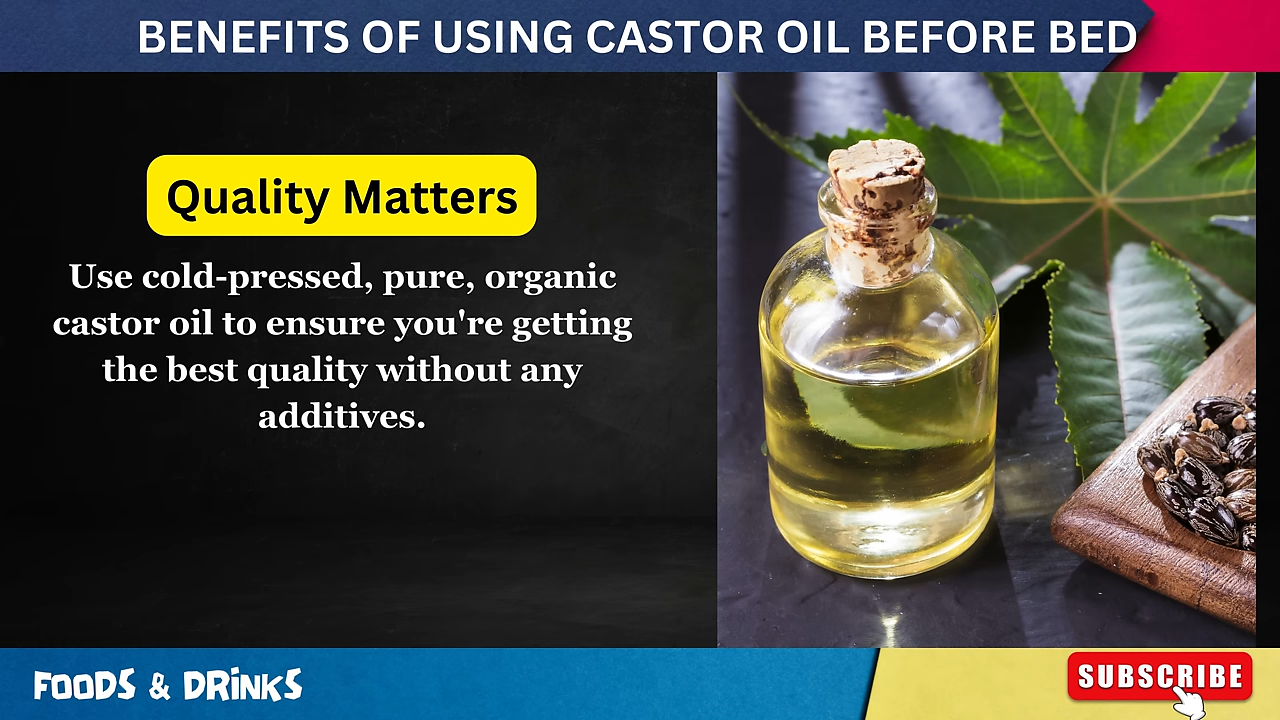 BENEFITS OF USING CASTOR OIL BEFORE BED
Quality Matters
Use cold-pressed, pure, organic
castor oil to ensure you're getting
the best quality without any
additives.
FOODS & DRINKS
SUBSCRIBE